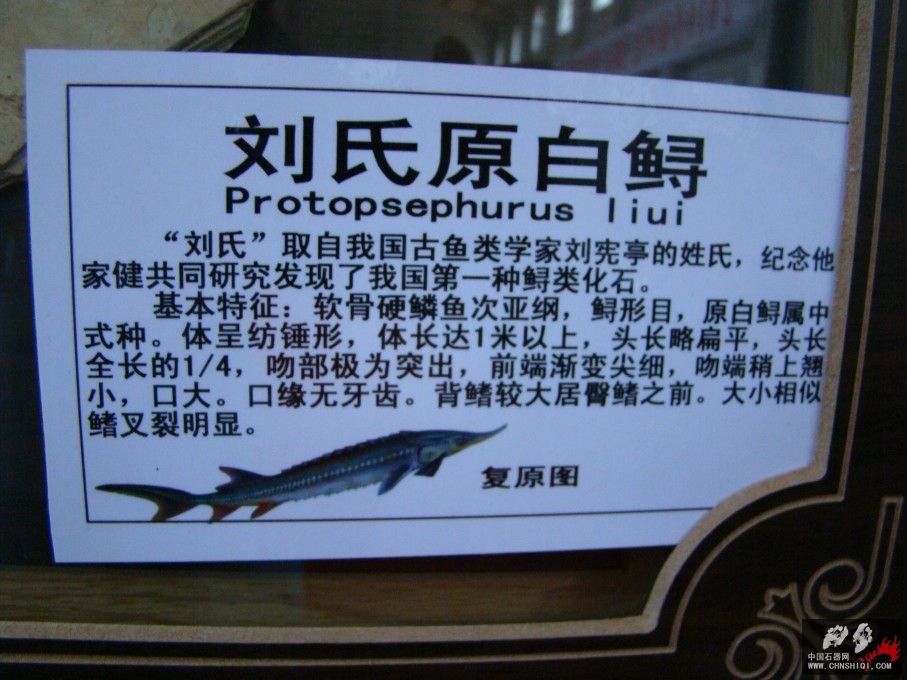 刘氏原白鲟
Protopsephurus liui
“刘氏”取自我国古鱼类学家刘宪亭的姓氏，纪念他
家健共同研究发现了我国第一种鲟类化石。
基本特征：软骨硬鳞鱼次亚纲，鲟形目，原白鲟属中
式种。体呈纺锤形，体长达1米以上，头长略扁平，头长
全长的1/4，吻部极为突出，前端渐变尖细，吻端稍上翘
小，口大。口缘无牙齿。背鳍较大居臀鳍之前。大小相似
鳍叉裂明显。
复原图
中国石器网
WWW.CHNSHIQI.COM